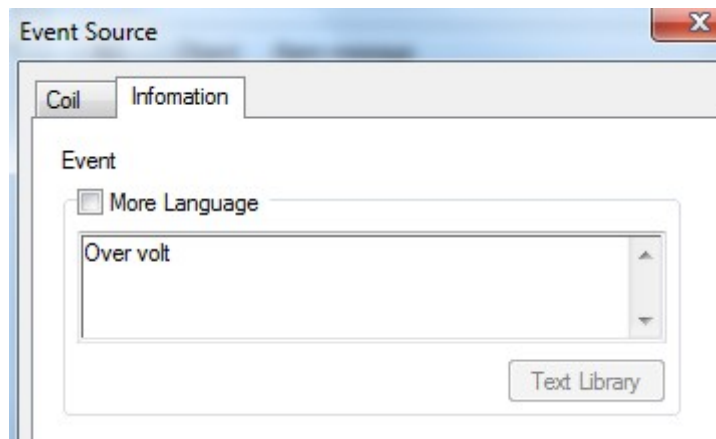 Event Source
Coil
Infomation
Event
More Language
Over volt
Text Library